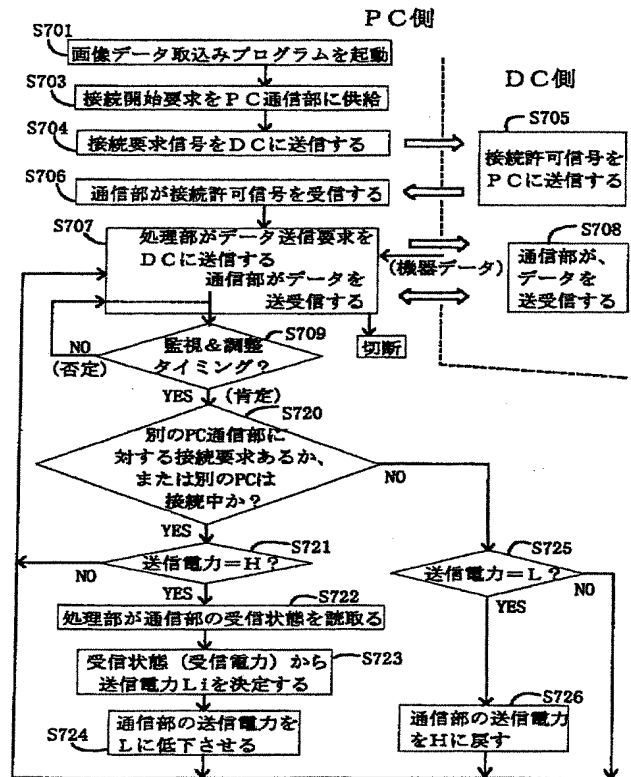 PC側
S701
画像データ取込みプログラムを起動
DC側
S703
接続開始要求をPC通信部に供給
S704
接続要求信号をDCに送信する
S705
接続許可信号を
PCに送信する
S706
通信部が接続許可信号を受信する
S707
処理部がデータ送信要求を
DCに送信する
通信部がデータを
送受信する
(機器データ)
S708
通信部が、
データを
送受信する
切断
S709
監視&調整
タイミング?
NO
(否定)
YES
(肯定)
S720
別のPC通信部に
対する接続要求あるか、
または別のPCは
接続中か?
NO
YES
S721
送信電力=H?
NO
YES
S725
送信電力=L?
NO
YES
S722
処理部が通信部の受信状態を読取る
S723
受信状態(受信電力)から
送信電力Liを決定する
S724
通信部の送信電力を
Lに低下させる
S726
通信部の送信電力
をHに戻す